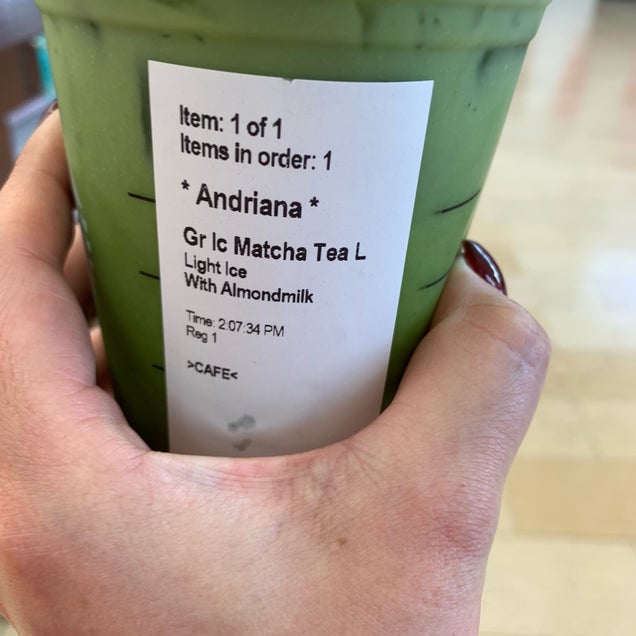 Item: 1 of 1
Items in order: 1
* Andriana *
Gr Ic Matcha Tea L
Light Ice
With Almondmilk
Time: 2:07:34 PM
Reg 1
>CAFE<